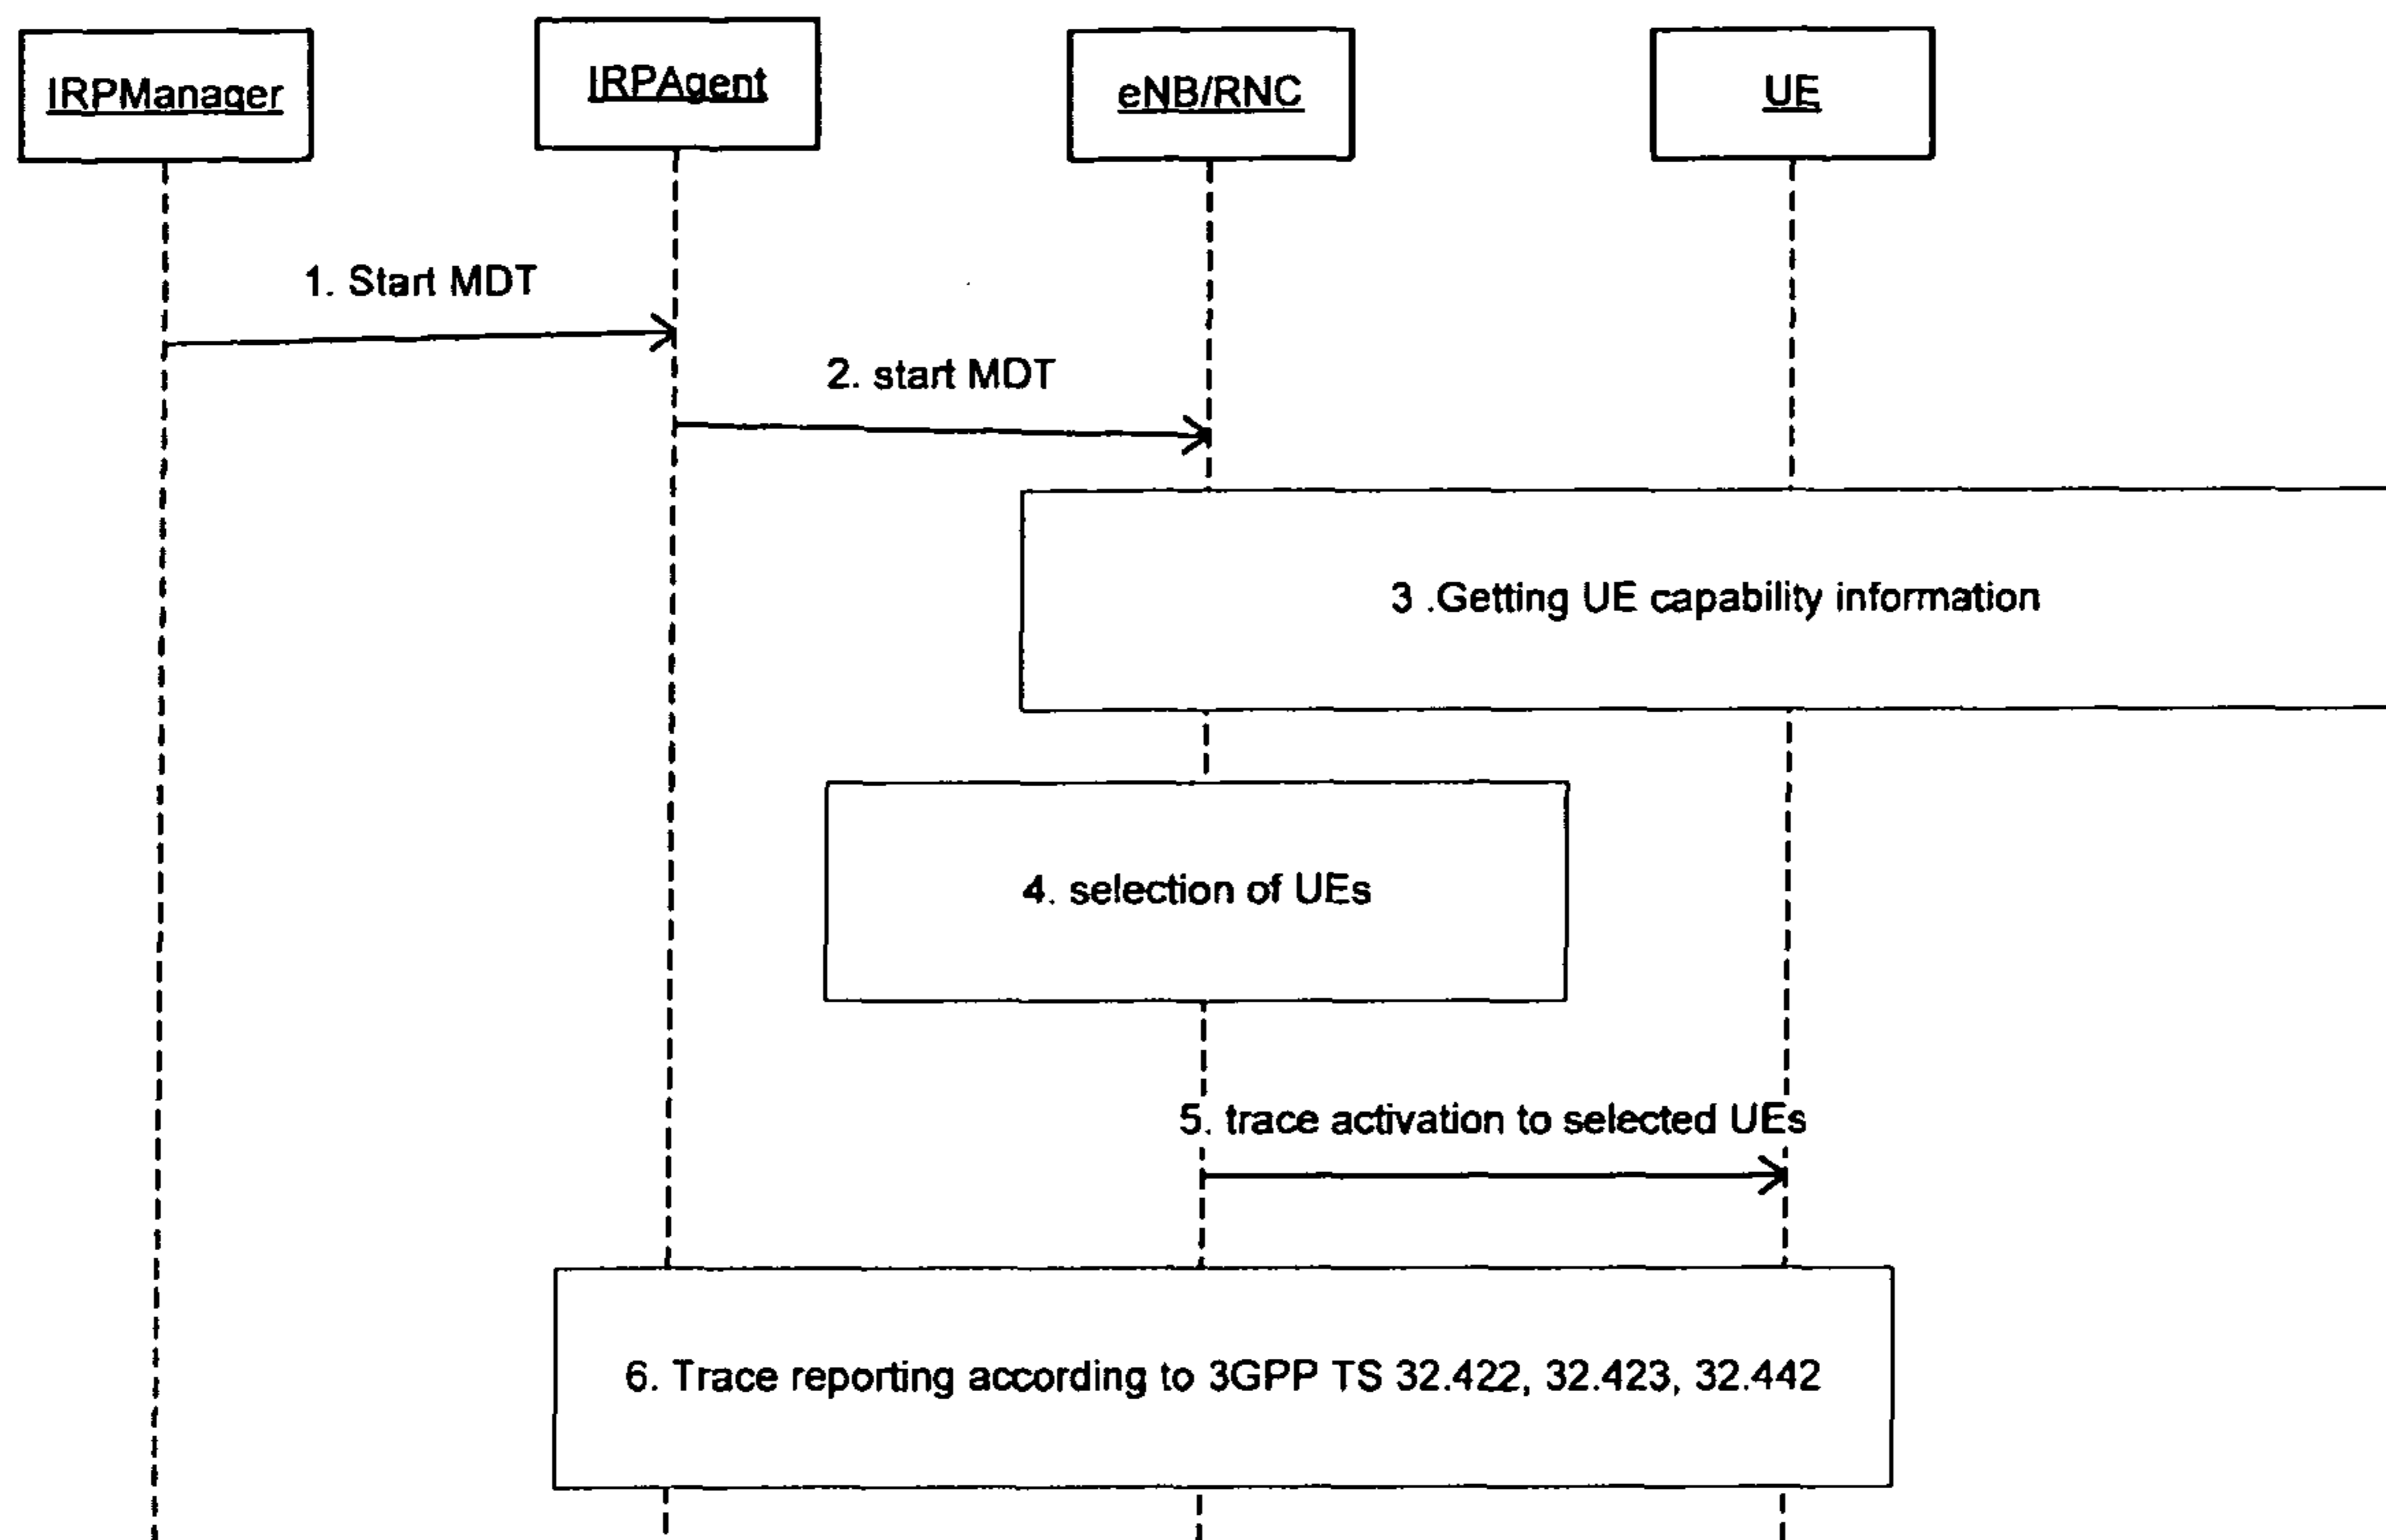 IRPManager
IRPAgent
eNB/RNC
UE
1. Start MDT
2. start MDT
3 .Getting UE capability information
4. selection of UEs
5. trace activation to selected UEs
6. Trace reporting according to 3GPP TS 32.422, 32.423, 32.442